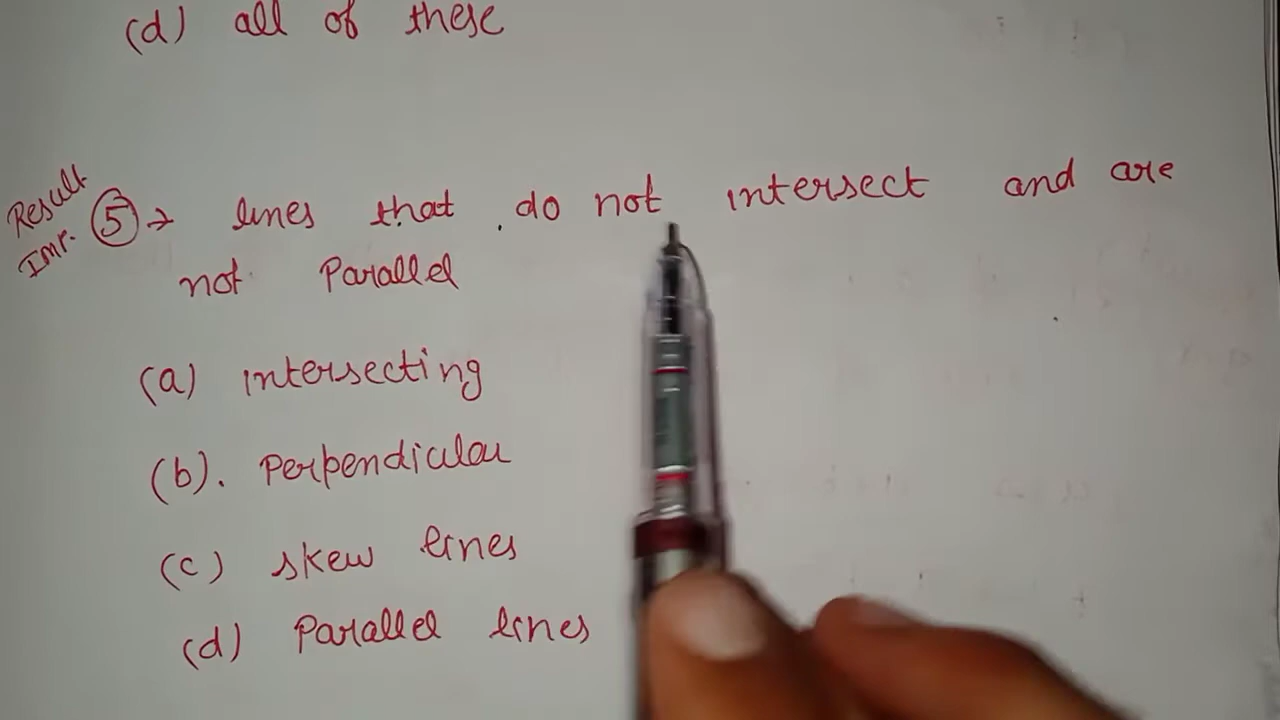 (d) all of these
Result Imr. (5)→ lines that do not intersect and are
not Parallel
(a) intersecting
(b). Perpendicular
(c) skew lines
(d) Parallel lines